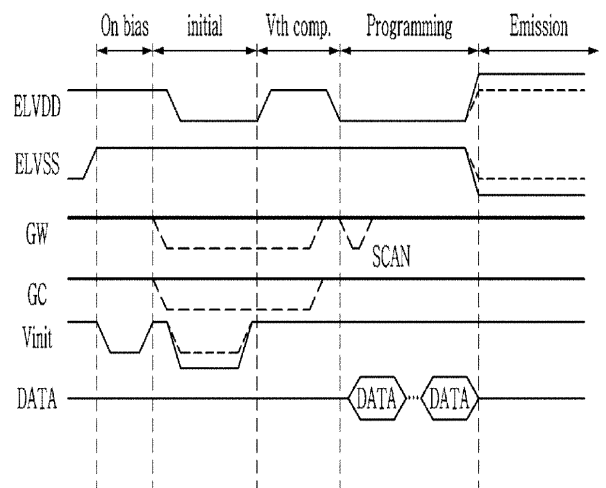 On bias initial Vth comp. Programming Emission
ELVDD
ELVSS
GW
SCAN
GC
Vinit
DATA DATA DATA